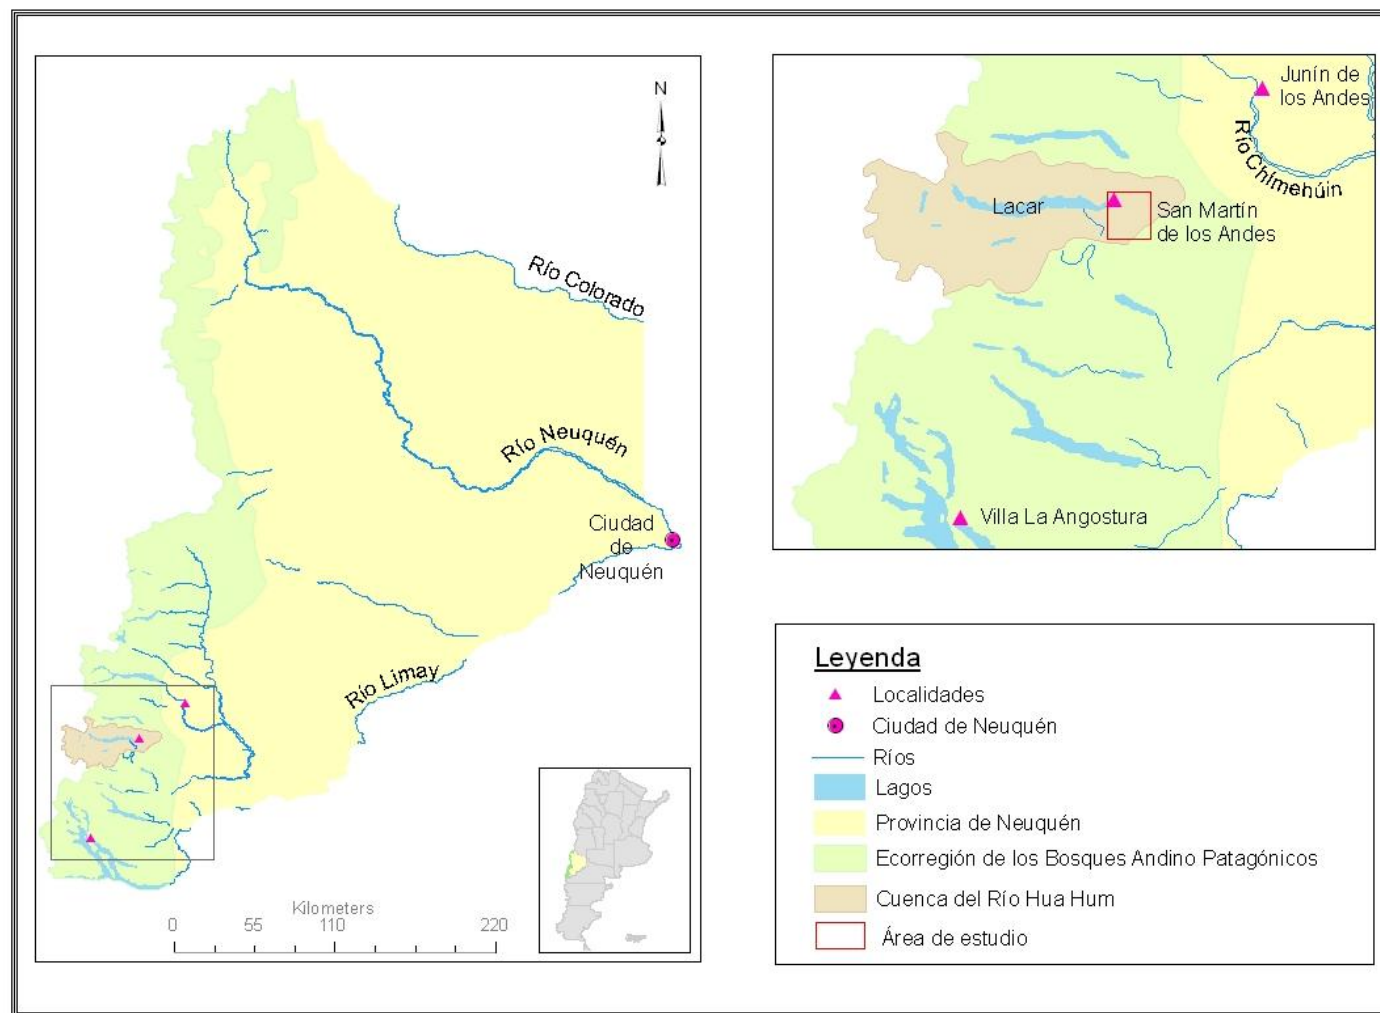 N
Río Colorado
Río Neuquén
Ciudad
de
Neuquén
Río Limay
Kilometers
0 55 110 220
Junín de
los Andes
Río Chimehúin
Lacar
San Martín
de los Andes
Villa La Angostura
Leyenda
Localidades
Ciudad de Neuquén
Ríos
Lagos
Provincia de Neuquén
Ecorregión de los Bosques Andino Patagónicos
Cuenca del Río Hua Hum
Área de estudio